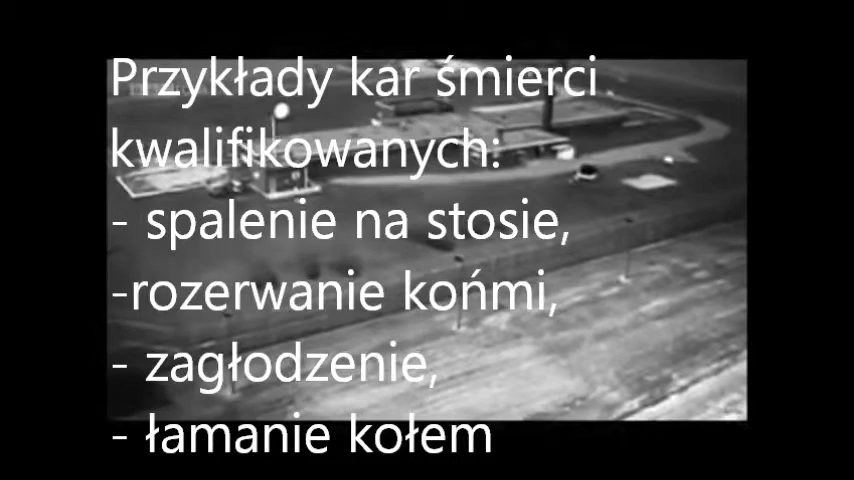 Przykłady kar śmierci
kwalifikowanych:
- spalenie na stosie,
-rozerwanie końmi,
- zagłodzenie,
- łamanie kołem